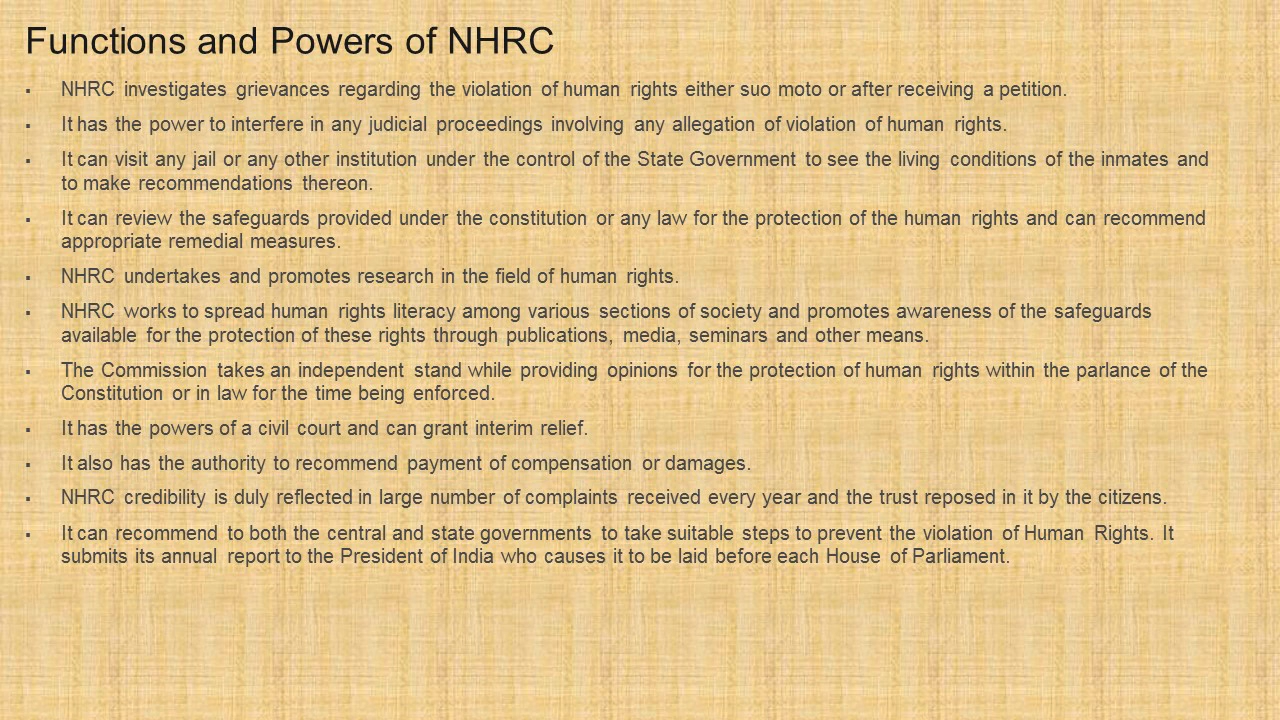 Functions and Powers of NHRC
▪ NHRC investigates grievances regarding the violation of human rights either suo moto or after receiving a petition.
▪ It has the power to interfere in any judicial proceedings involving any allegation of violation of human rights.
▪ It can visit any jail or any other institution under the control of the State Government to see the living conditions of the inmates and
to make recommendations thereon.
▪ It can review the safeguards provided under the constitution or any law for the protection of the human rights and can recommend
appropriate remedial measures.
▪ NHRC undertakes and promotes research in the field of human rights.
▪ NHRC works to spread human rights literacy among various sections of society and promotes awareness of the safeguards
available for the protection of these rights through publications, media, seminars and other means.
▪ The Commission takes an independent stand while providing opinions for the protection of human rights within the parlance of the
Constitution or in law for the time being enforced.
▪ It has the powers of a civil court and can grant interim relief.
▪ It also has the authority to recommend payment of compensation or damages.
▪ NHRC credibility is duly reflected in large number of complaints received every year and the trust reposed in it by the citizens.
▪ It can recommend to both the central and state governments to take suitable steps to prevent the violation of Human Rights. It
submits its annual report to the President of India who causes it to be laid before each House of Parliament.